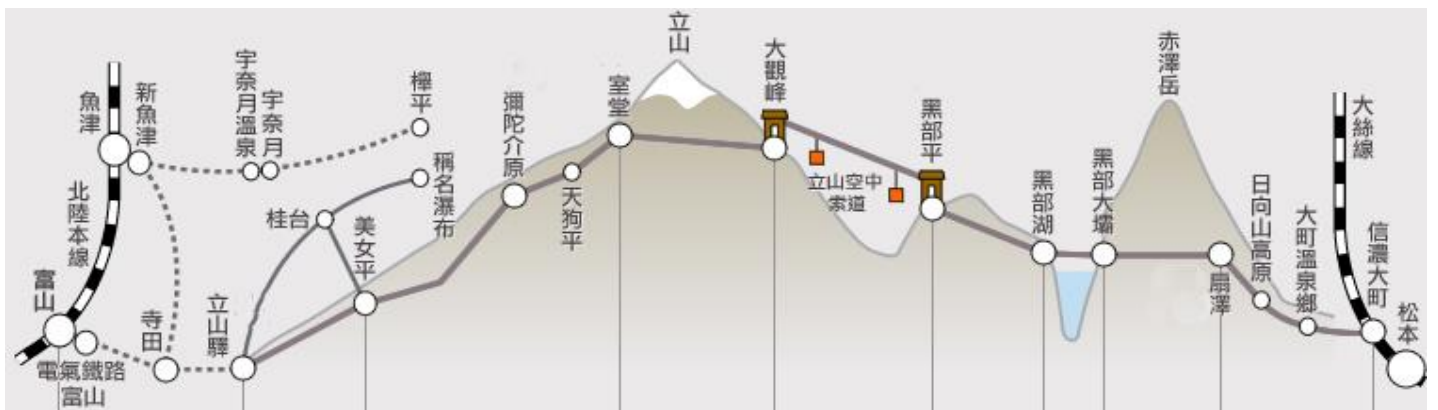 魚津
新魚津
宇奈月溫泉
宇奈月
欅平
稱名瀑布
桂台
美女平
北陸本線
富山
電氣鐵路
富山
寺田
立山驛
彌陀介原
天狗平
室堂
立山
大觀峰
立山空中
索道
黑部平
黑部湖
黑部大壩
赤澤岳
扇澤
日向山高原
大町溫泉鄉
大絲線
信濃大町
松本